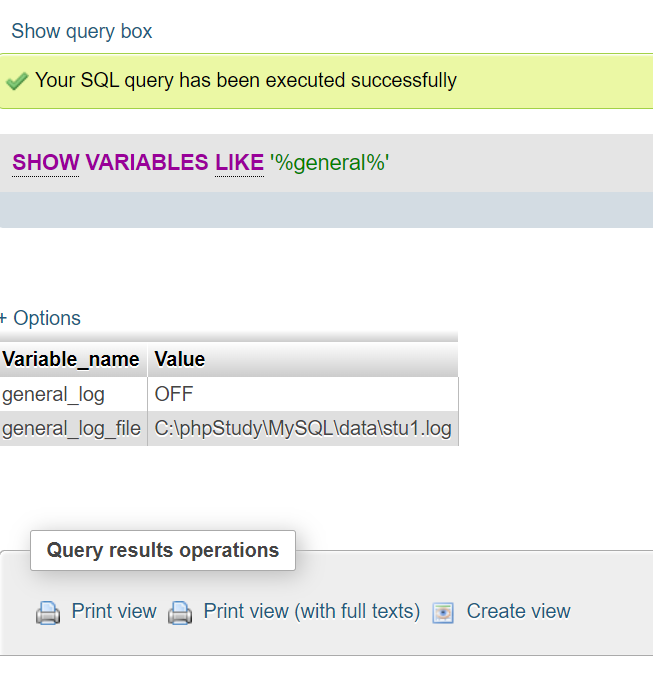 Show query box
Your SQL query has been executed successfully
SHOW VARIABLES LIKE '%general%'
+ Options
Variable_name Value
general_log OFF
general_log_file C:\phpStudy\MySQL\data\stu1.log
Query results operations
Print view Print view (with full texts) Create view